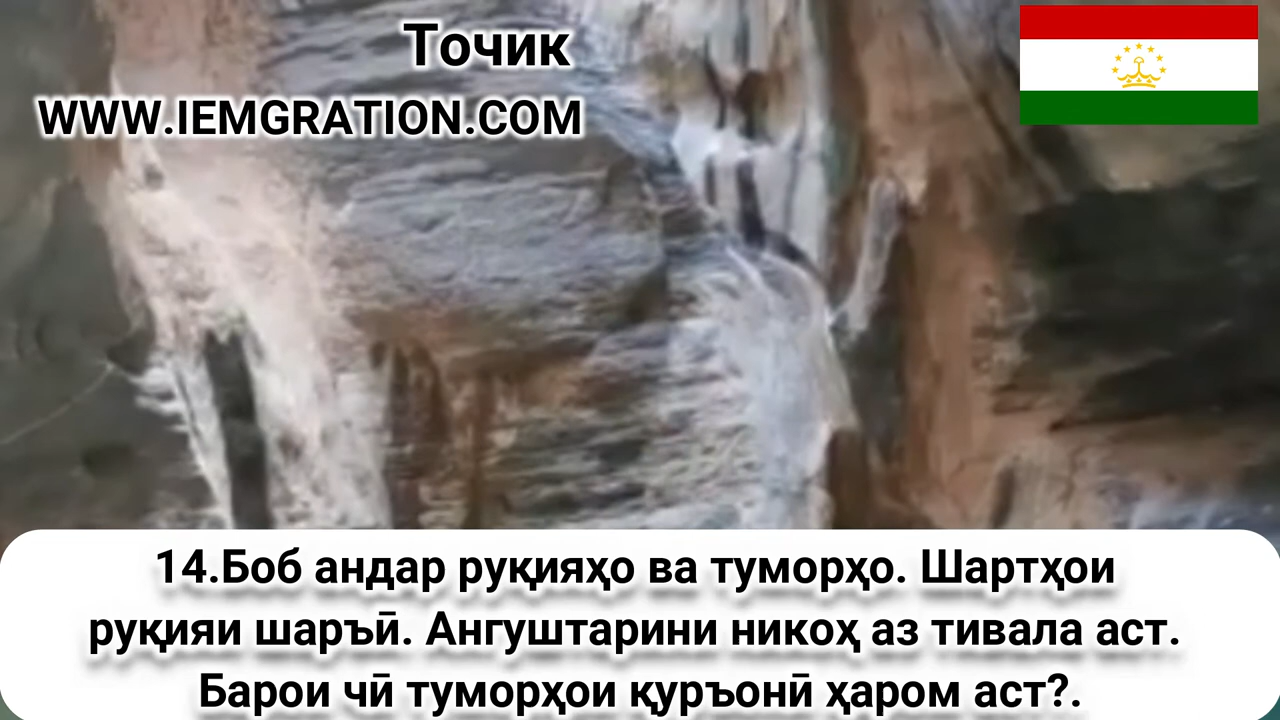 Точик
WWW.IEMGRATION.COM
14.Боб андар руқияҳо ва туморҳо. Шартҳои
руқияи шаръӣ. Ангуштарини никоҳ аз тивала аст.
Барои чӣ туморҳои қуръонӣ ҳаром аст?.